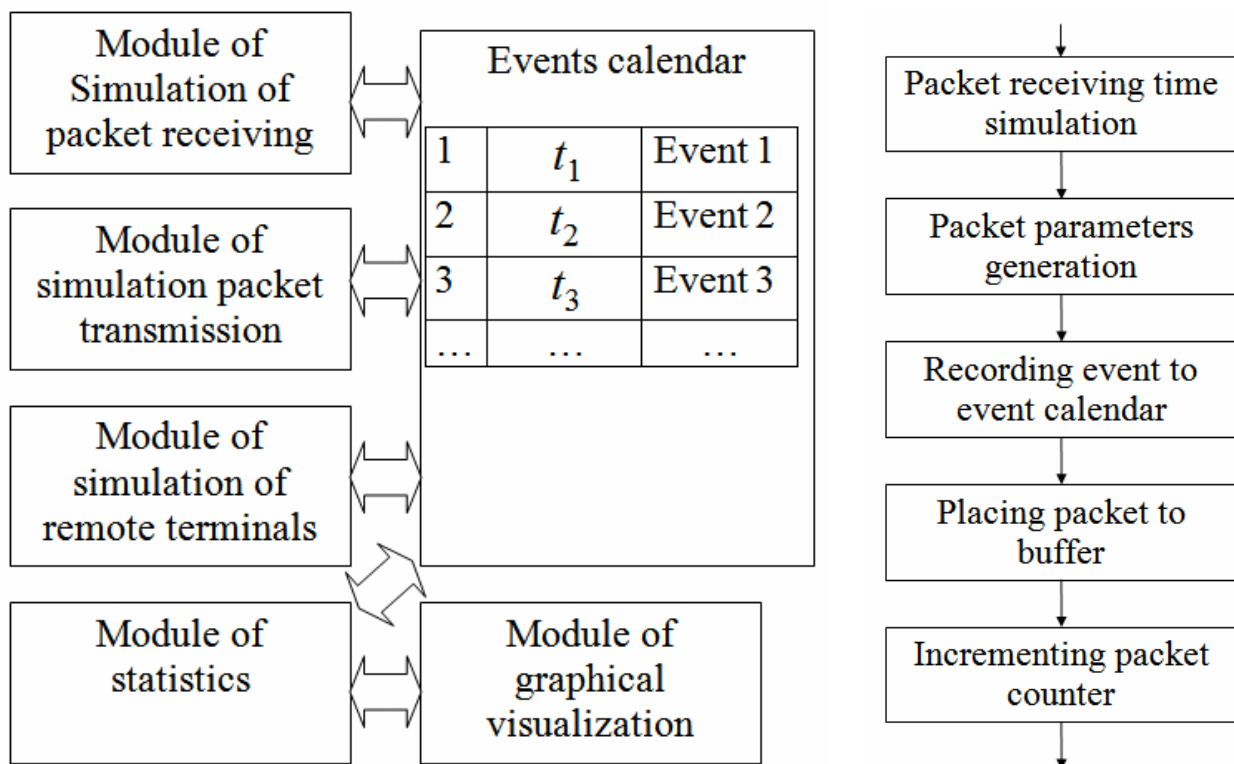 Module of
Simulation of
packet receiving
Module of
simulation packet
transmission
Module of
simulation of
remote terminals
Module of
statistics
Events calendar
1 t1 Event 1
2 t2 Event 2
3 t3 Event 3
… … …
Module of
graphical
visualization
Packet receiving time
simulation
Packet parameters
generation
Recording event to
event calendar
Placing packet to
buffer
Incrementing packet
counter